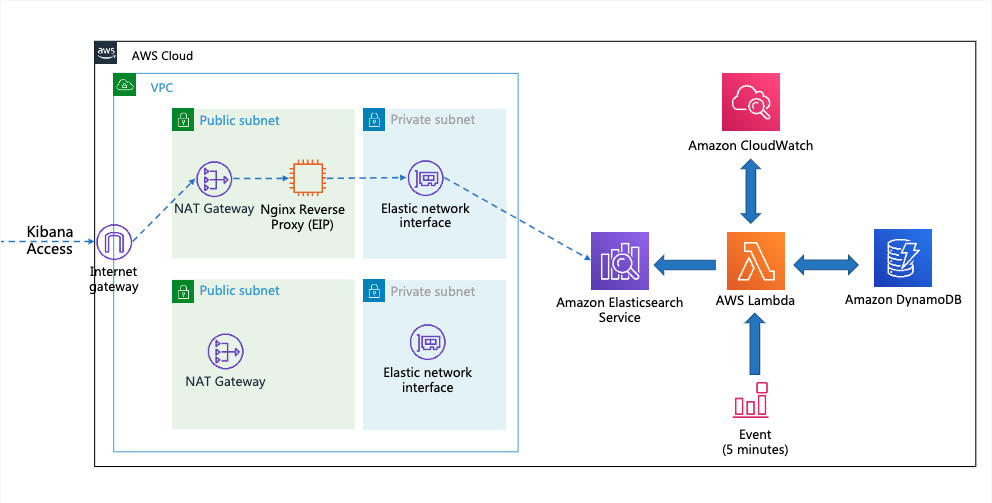 aws
AWS Cloud
VPC
Public subnet
Private subnet
Amazon CloudWatch
NAT Gateway
Nginx Reverse
Proxy (EIP)
Elastic network
interface
Kibana
Access
Internet
gateway
Amazon Elasticsearch
Service
AWS Lambda
Amazon DynamoDB
Public subnet
Private subnet
NAT Gateway
Elastic network
interface
Event
(5 minutes)